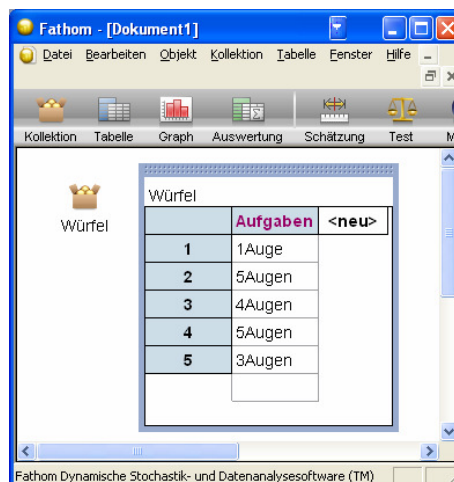 Fathom - [Dokument1]
Datei Bearbeiten Objekt Kollektion Tabelle Fenster Hilfe
Kollektion Tabelle Graph Auswertung Schätzung Test
Würfel
Würfel
Aufgaben <neu>
1 1Auge
2 5Augen
3 4Augen
4 5Augen
5 3Augen
Fathom Dynamische Stochastik- und Datenanalysesoftware (TM)